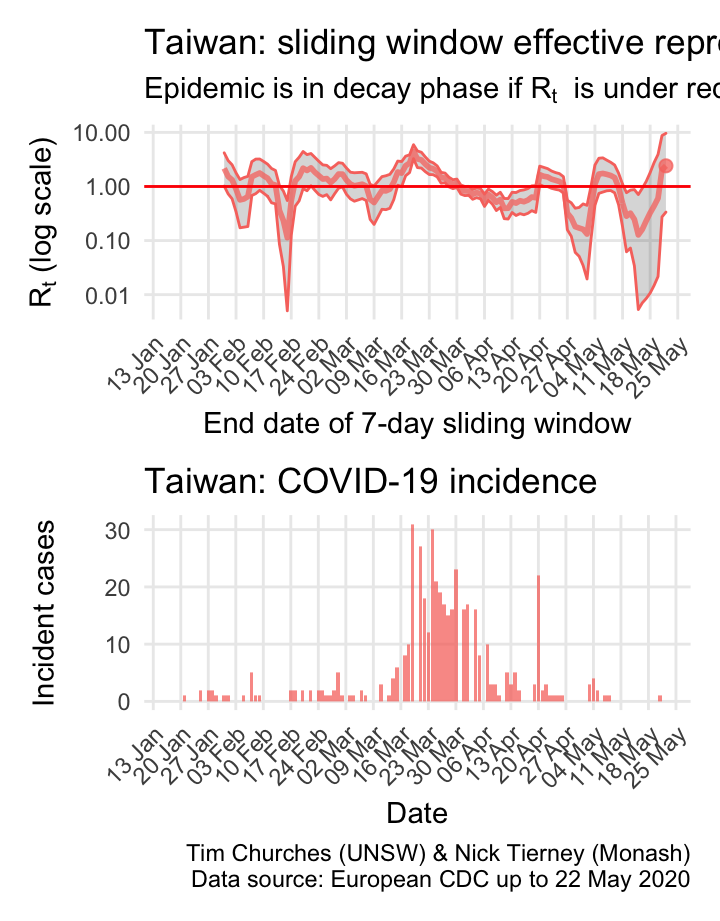 Taiwan: sliding window effective repr
Epidemic is in decay phase if Rt is under red
Rt (log scale)
10.00
1.00
0.10
0.01
13 Jan
20 Jan
27 Jan
03 Feb
10 Feb
17 Feb
24 Feb
02 Mar
09 Mar
16 Mar
23 Mar
30 Mar
06 Apr
13 Apr
20 Apr
27 Apr
04 May
11 May
18 May
25 May
End date of 7-day sliding window
Taiwan: COVID-19 incidence
Incident cases
30
20
10
0
13 Jan
20 Jan
27 Jan
03 Feb
10 Feb
17 Feb
24 Feb
02 Mar
09 Mar
16 Mar
23 Mar
30 Mar
06 Apr
13 Apr
20 Apr
27 Apr
04 May
11 May
18 May
25 May
Date
Tim Churches (UNSW) & Nick Tierney (Monash)
Data source: European CDC up to 22 May 2020